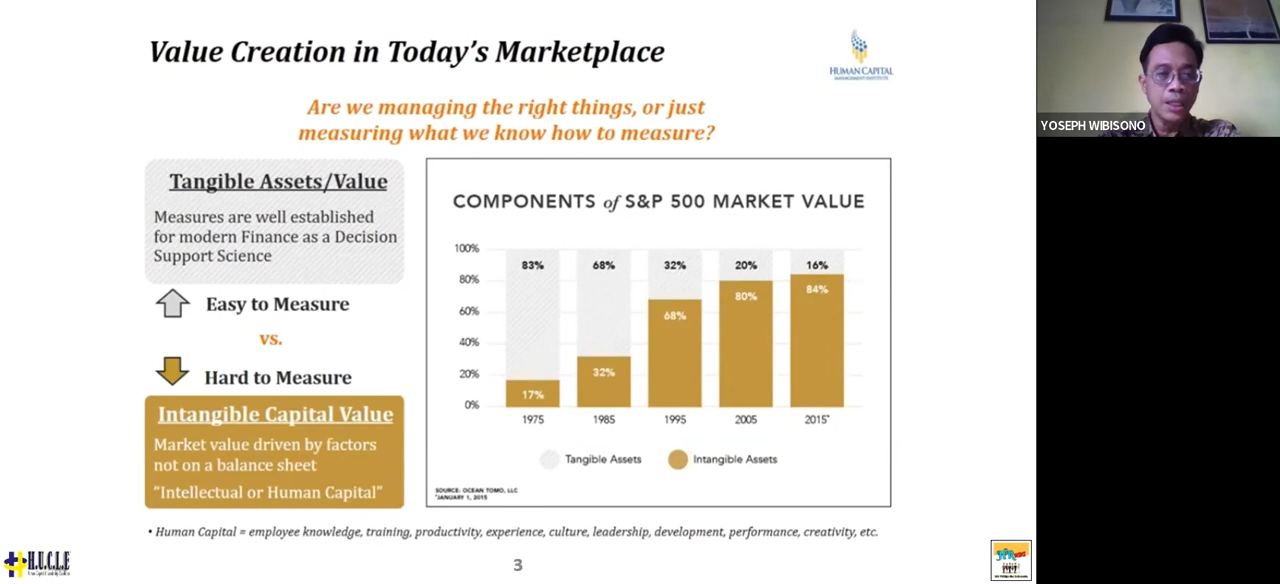 Value Creation in Today's Marketplace
HUMAN CAPITAL
MANAGEMENT INSTITUTE
Are we managing the right things, or just
measuring what we know how to measure?
Tangible Assets/Value
Measures are well established
for modern Finance as a Decision
Support Science
Easy to Measure
vs.
Hard to Measure
Intangible Capital Value
Market value driven by factors
not on a balance sheet
"Intellectual or Human Capital"
COMPONENTS of S&P 500 MARKET VALUE
100%
80%
60%
40%
20%
0%
83% 68% 32% 20% 16%
17% 32% 68% 80% 84%
1975 1985 1995 2005 2015*
Tangible Assets Intangible Assets
SOURCE: OCEAN TOMO, LLC
*JANUARY 1, 2015
• Human Capital = employee knowledge, training, productivity, experience, culture, leadership, development, performance, creativity, etc.
H.U.C.L.E
3
YOSEPH WIBISONO